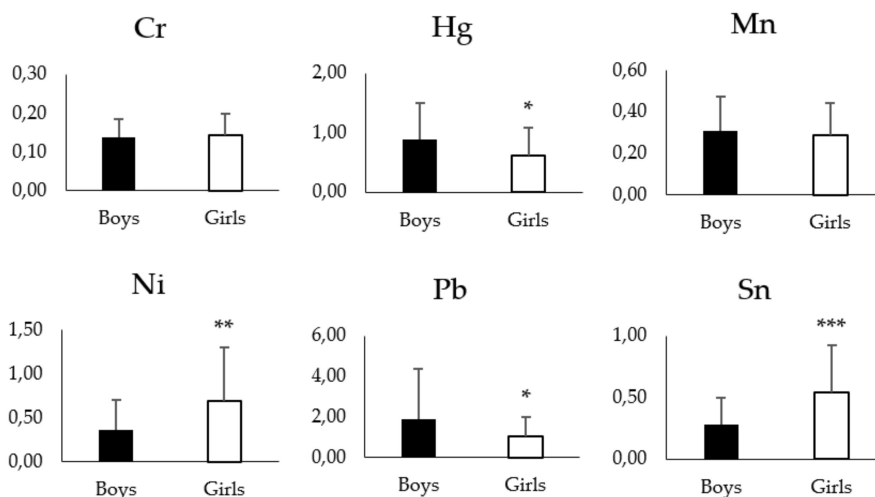 Cr
0,30
0,20
0,10
0,00
Boys
Girls
Hg
2,00
*
1,00
0,00
Boys
Girls
Mn
0,60
0,40
0,20
0,00
Boys
Girls
Ni
1,50
**
1,00
0,50
0,00
Boys
Girls
Pb
6,00
4,00
*
2,00
0,00
Boys
Girls
Sn
1,00
***
0,50
0,00
Boys
Girls